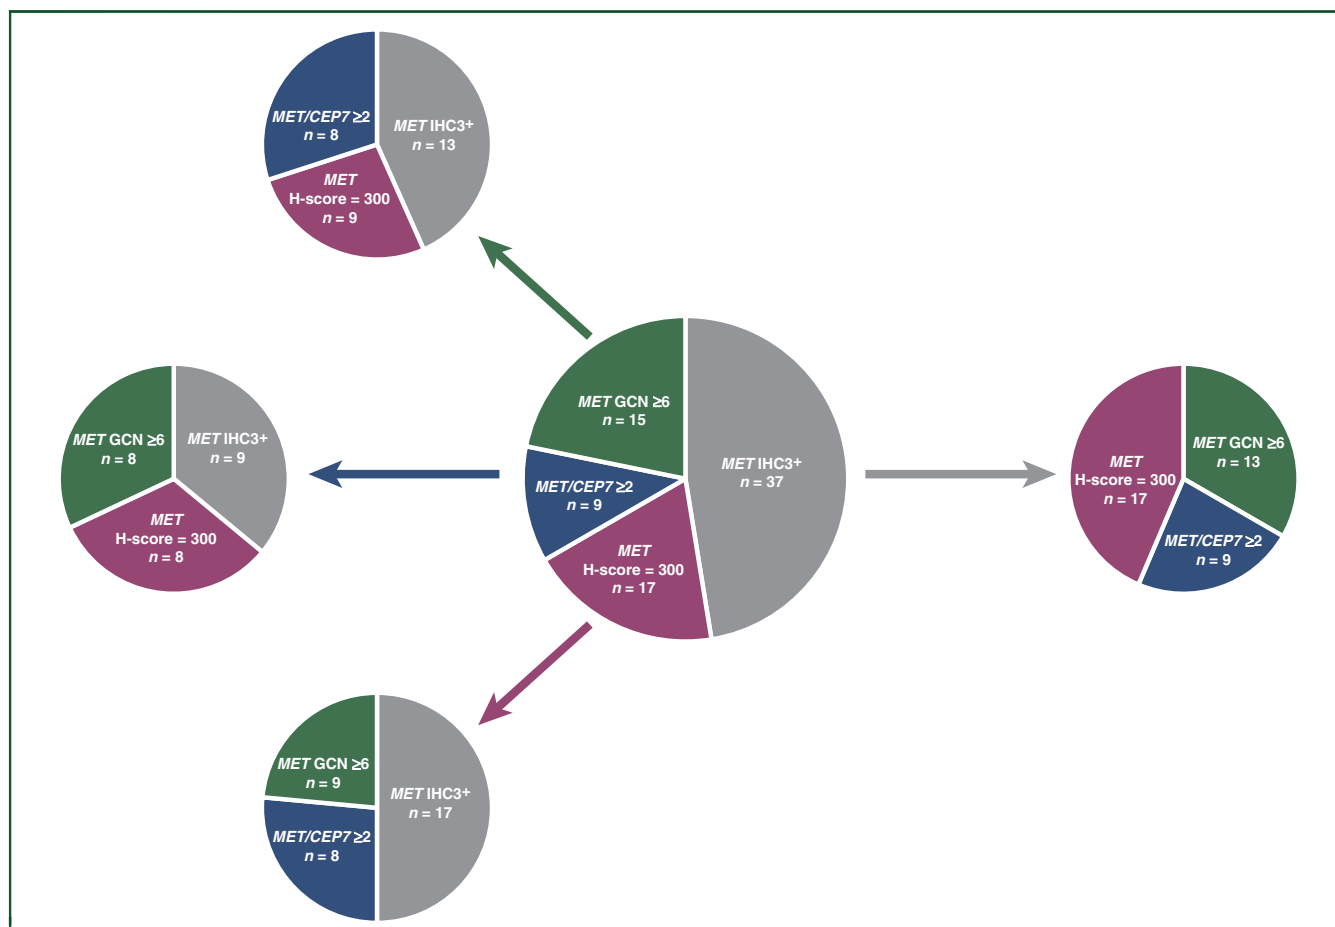 MET/CEP7 ≥2
n = 8
MET IHC3+
n = 13
MET
H-score = 300
n = 9
MET GCN ≥6
n = 8
MET IHC3+
n = 9
MET
H-score = 300
n = 8
MET GCN ≥6
n = 15
MET IHC3+
n = 37
MET/CEP7 ≥2
n = 9
MET
H-score = 300
n = 17
MET
H-score = 300
n = 17
MET GCN ≥6
n = 13
MET/CEP7 ≥2
n = 9
MET GCN ≥6
n = 9
MET IHC3+
n = 17
MET/CEP7 ≥2
n = 8